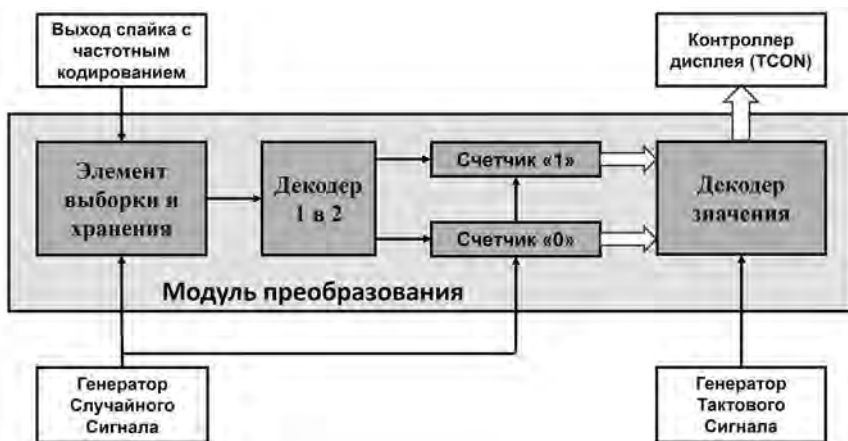 Выход спайка с
частотным
кодированием
Контроллер
дисплея (TCON)
Элемент
выборки и
хранения
Декодер
1 в 2
Счетчик «1»
Счетчик «0»
Декодер
значения
Модуль преобразования
Генератор
Случайного
Сигнала
Генератор
Тактового
Сигнала